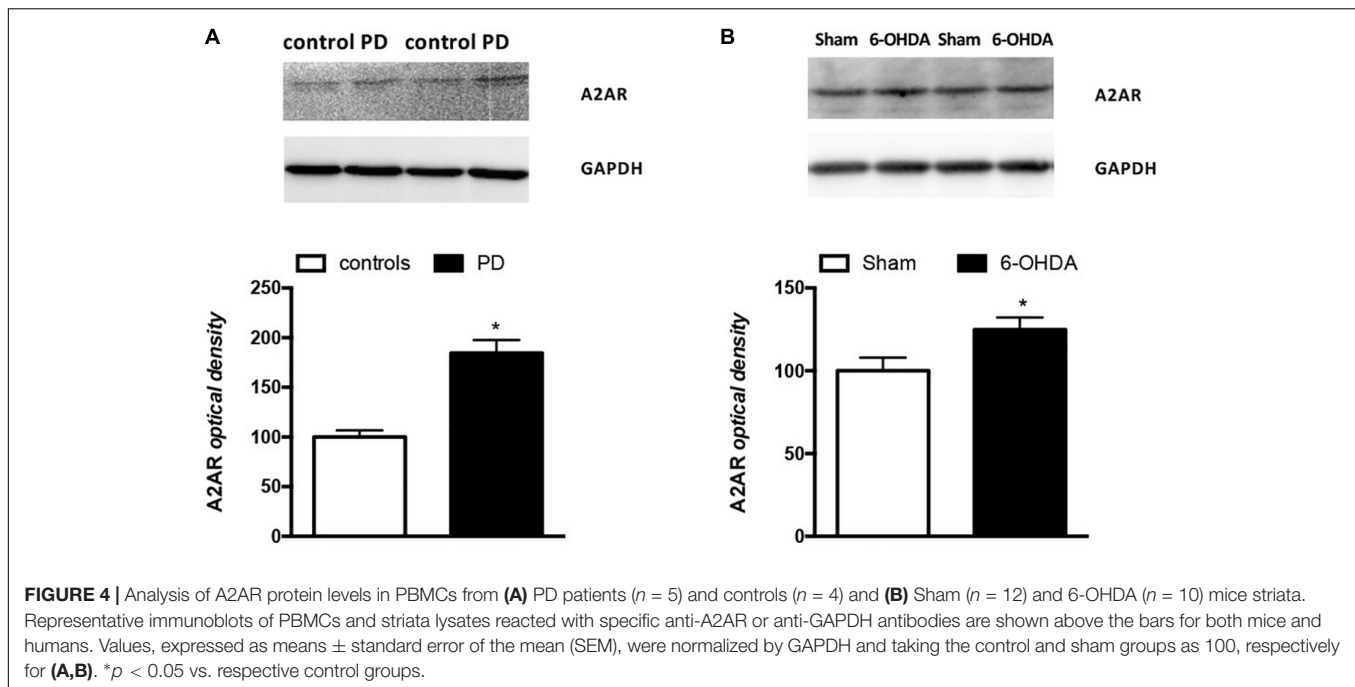 A
control PD control PD
A2AR
GAPDH
controls PD
A2AR optical density
250
200
150
100
50
0
*
B
Sham 6-OHDA Sham 6-OHDA
A2AR
GAPDH
Sham 6-OHDA
A2AR optical density
150
100
50
0
*
FIGURE 4 | Analysis of A2AR protein levels in PBMCs from (A) PD patients (n = 5) and controls (n = 4) and (B) Sham (n = 12) and 6-OHDA (n = 10) mice striata.
Representative immunoblots of PBMCs and striata lysates reacted with specific anti-A2AR or anti-GAPDH antibodies are shown above the bars for both mice and
humans. Values, expressed as means ± standard error of the mean (SEM), were normalized by GAPDH and taking the control and sham groups as 100, respectively
for (A,B). *p < 0.05 vs. respective control groups.